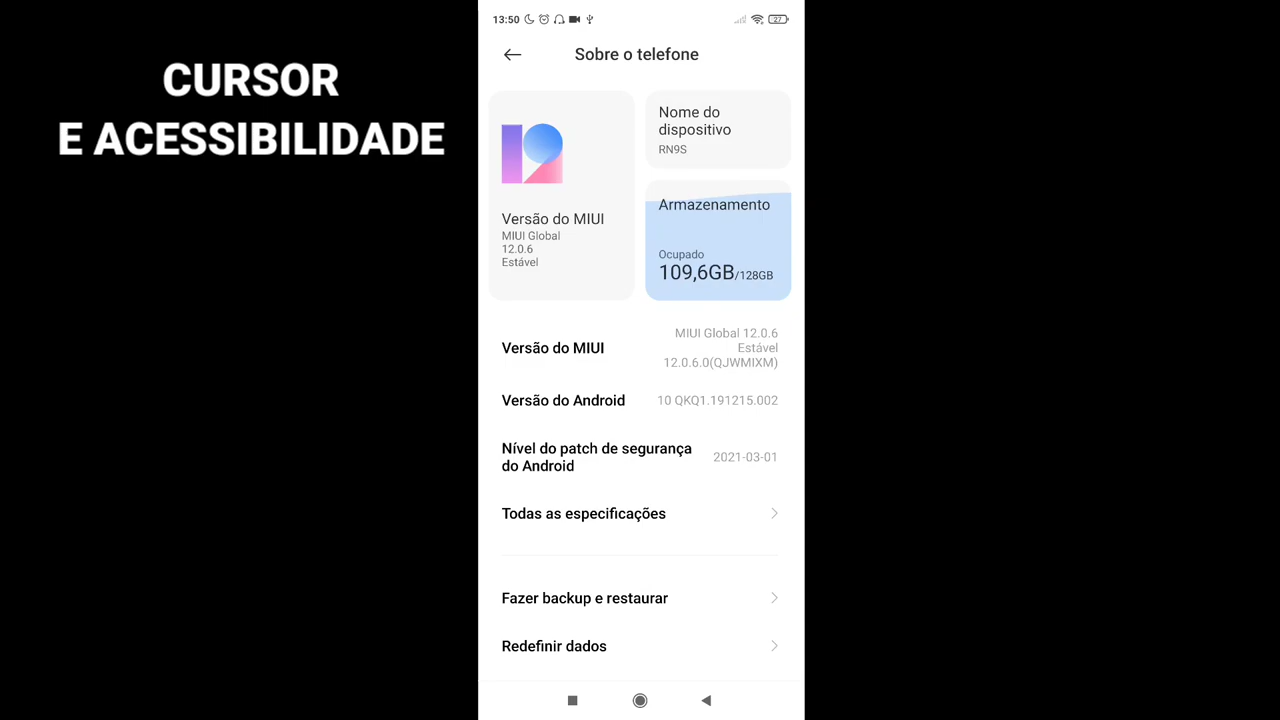 CURSOR
E ACESSIBILIDADE
13:50
27
Sobre o telefone
Versão do MIUI
MIUI Global
12.0.6
Estável
Nome do
dispositivo
RN9S
Armazenamento
Ocupado
109,6GB/128GB
Versão do MIUI
MIUI Global 12.0.6
Estável
12.0.6.0(QJWMIXM)
Versão do Android
10 QKQ1.191215.002
Nível do patch de segurança
do Android
2021-03-01
Todas as especificações
Fazer backup e restaurar
Redefinir dados